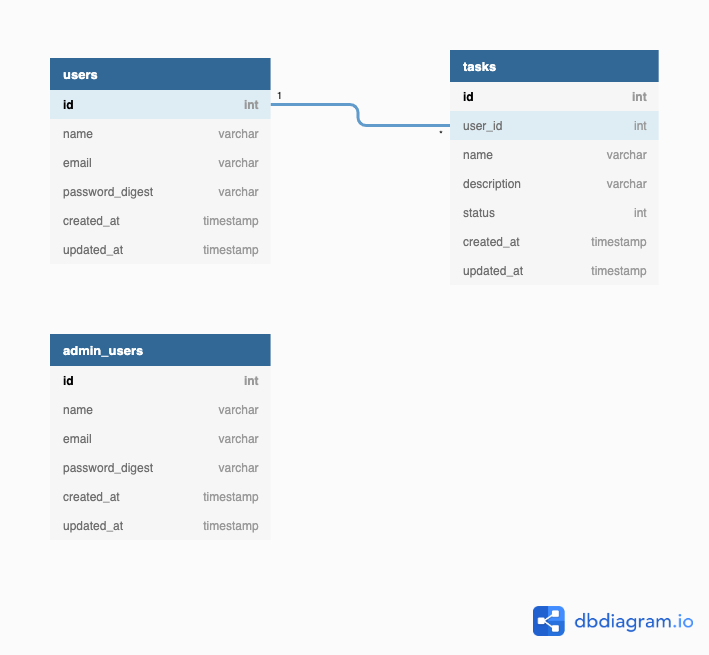 users
id int
name varchar
email varchar
password_digest varchar
created_at timestamp
updated_at timestamp
1
*
tasks
id int
user_id int
name varchar
description varchar
status int
created_at timestamp
updated_at timestamp
admin_users
id int
name varchar
email varchar
password_digest varchar
created_at timestamp
updated_at timestamp
dbdiagram.io